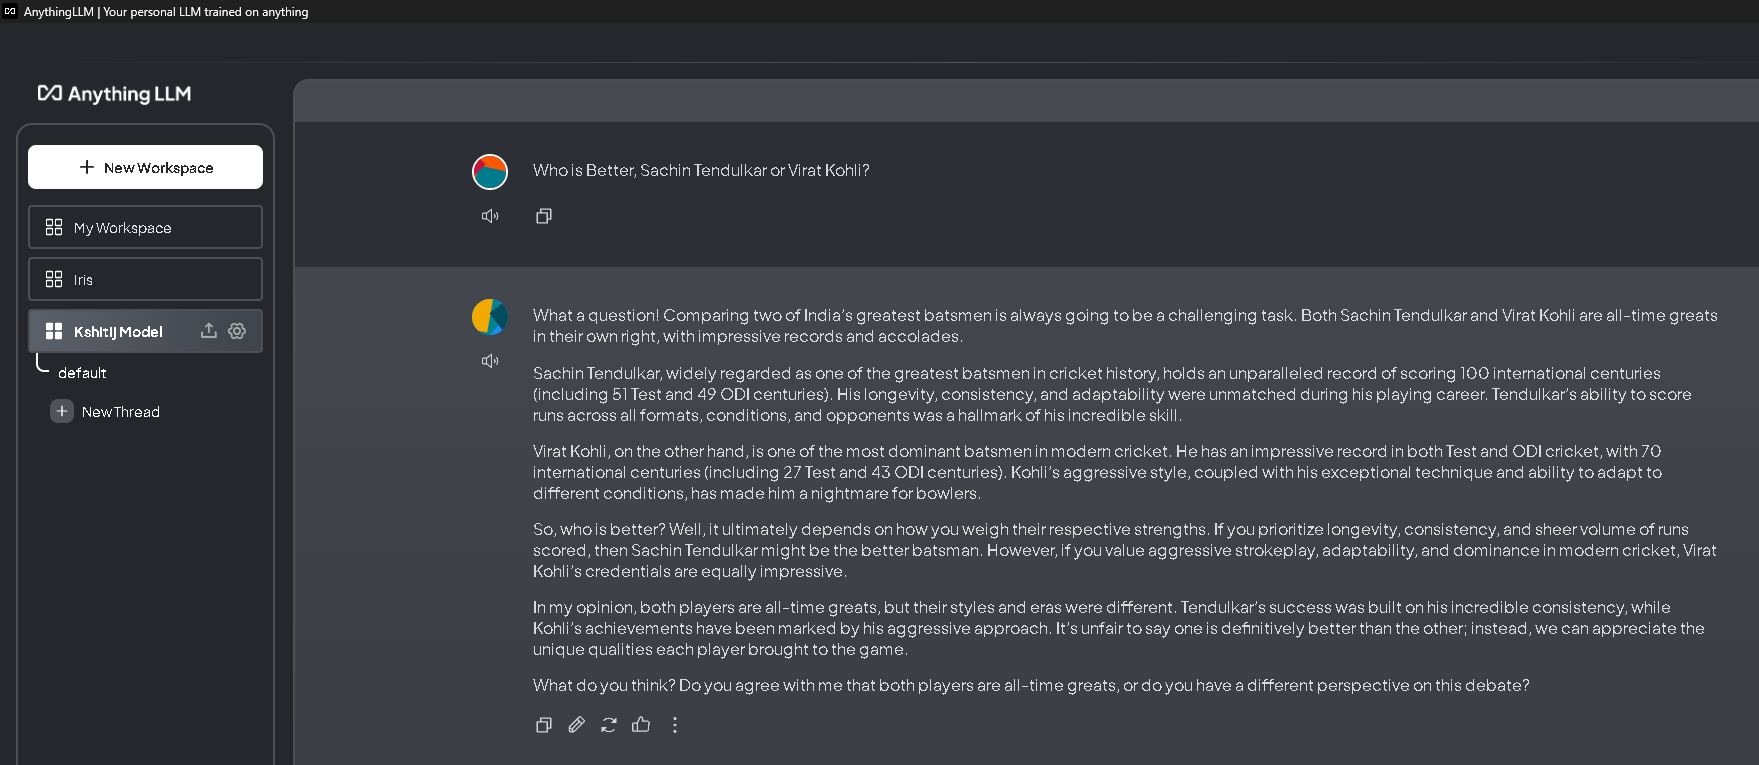 AnythingLLM | Your personal LLM trained on anything
Anything LLM
+ New Workspace
My Workspace
Iris
Kshitij Model
default
+ New Thread
Who is Better, Sachin Tendulkar or Virat Kohli?
What a question! Comparing two of India's greatest batsmen is always going to be a challenging task. Both Sachin Tendulkar and Virat Kohli are all-time greats
in their own right, with impressive records and accolades.
Sachin Tendulkar, widely regarded as one of the greatest batsmen in cricket history, holds an unparalleled record of scoring 100 international centuries
(including 51 Test and 49 ODI centuries). His longevity, consistency, and adaptability were unmatched during his playing career. Tendulkar's ability to score
runs across all formats, conditions, and opponents was a hallmark of his incredible skill.
Virat Kohli, on the other hand, is one of the most dominant batsmen in modern cricket. He has an impressive record in both Test and ODI cricket, with 70
international centuries (including 27 Test and 43 ODI centuries). Kohli's aggressive style, coupled with his exceptional technique and ability to adapt to
different conditions, has made him a nightmare for bowlers.
So, who is better? Well, it ultimately depends on how you weigh their respective strengths. If you prioritize longevity, consistency, and sheer volume of runs
scored, then Sachin Tendulkar might be the better batsman. However, if you value aggressive strokeplay, adaptability, and dominance in modern cricket, Virat
Kohli's credentials are equally impressive.
In my opinion, both players are all-time greats, but their styles and eras were different. Tendulkar's success was built on his incredible consistency, while
Kohli's achievements have been marked by his aggressive approach. It's unfair to say one is definitively better than the other; instead, we can appreciate the
unique qualities each player brought to the game.
What do you think? Do you agree with me that both players are all-time greats, or do you have a different perspective on this debate?